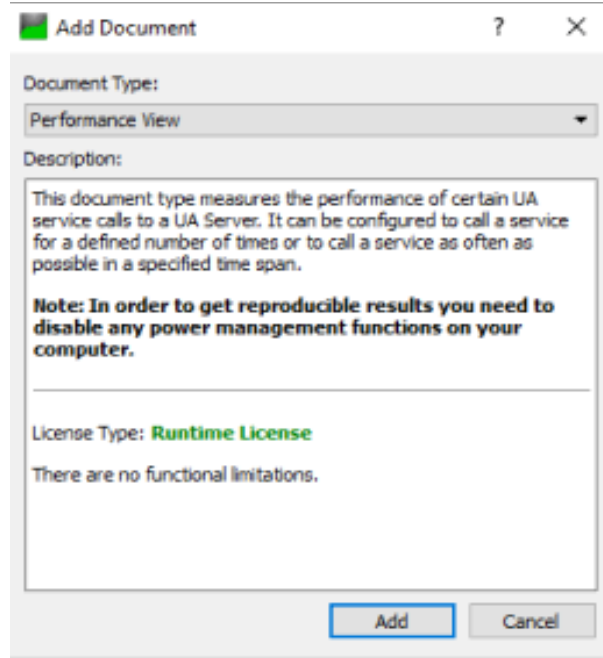 Add Document
Document Type:
Performance View
Description:
This document type measures the performance of certain UA
service calls to a UA Server. It can be configured to call a service
for a defined number of times or to call a service as often as
possible in a specified time span.
Note: In order to get reproducible results you need to
disable any power management functions on your
computer.
License Type: Runtime License
There are no functional limitations.
Add Cancel